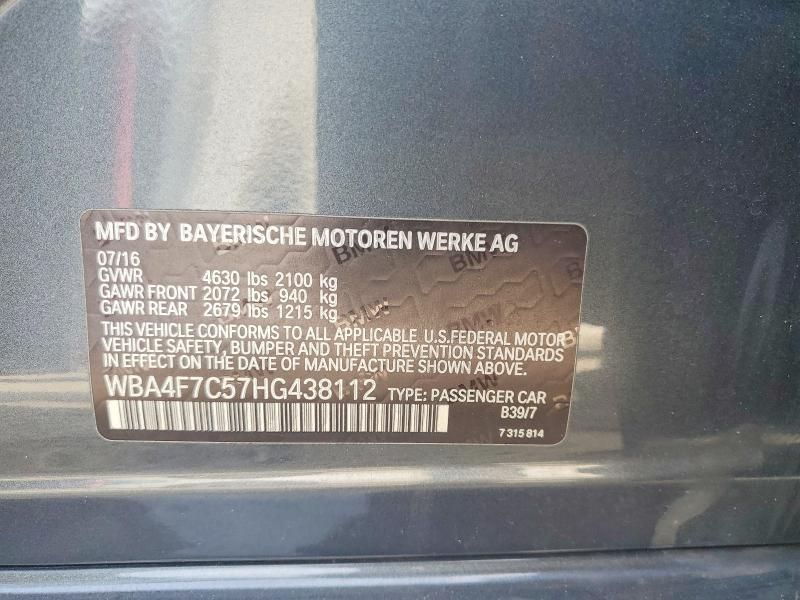 MFD BY BAYERISCHE MOTOREN WERKE AG
07/16
GVWR 4630 lbs 2100 kg
GAWR FRONT 2072 lbs 940 kg
GAWR REAR 2679 lbs 1215 kg
THIS VEHICLE CONFORMS TO ALL APPLICABLE U.S.FEDERAL MOTOR
VEHICLE SAFETY, BUMPER AND THEFT PREVENTION STANDARDS
IN EFFECT ON THE DATE OF MANUFACTURE SHOWN ABOVE.
WBA4F7C57HG438112 TYPE: PASSENGER CAR
B39/7
7 315 814